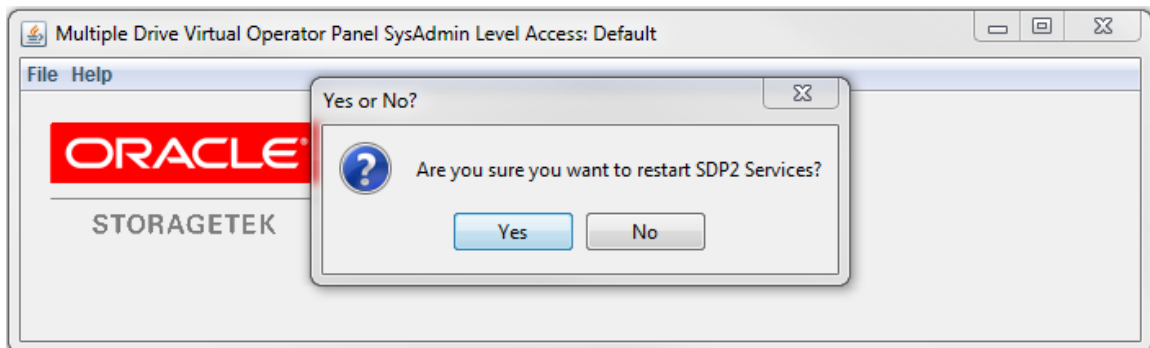 Multiple Drive Virtual Operator Panel SysAdmin Level Access: Default
File Help
Yes or No?
ORACLE®
? Are you sure you want to restart SDP2 Services?
STORAGETEK
Yes No